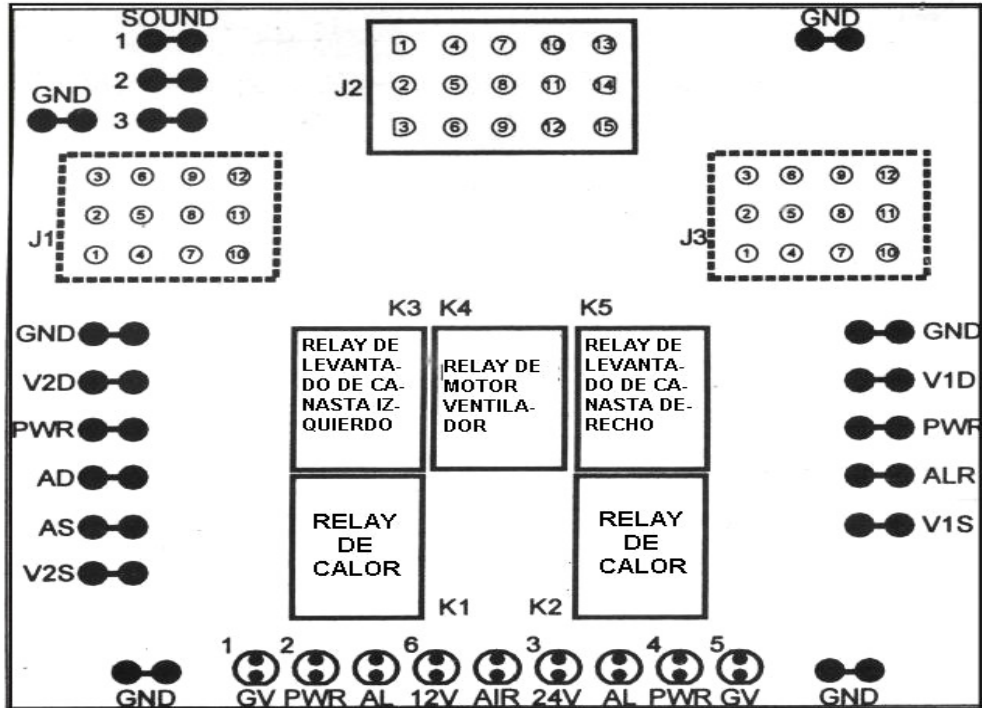 SOUND
GND
1
2
3
GND
J2
1 4 7 10 13
2 5 8 11 14
3 6 9 12 15
J1
3 6 9 12
2 5 8 11
1 4 7 10
J3
3 6 9 12
2 5 8 11
1 4 7 10
K3 K4 K5
RELAY DE
LEVANTA-
DO DE CA-
NASTA IZ-
QUIERDO
RELAY DE
MOTOR
VENTILA-
DOR
RELAY DE
LEVANTA-
DO DE CA-
NASTA DE-
RECHO
GND
V2D
PWR
AD
AS
V2S
GND
V1D
PWR
ALR
V1S
RELAY
DE
CALOR
RELAY
DE
CALOR
K1 K2
1 2 6 3 4 5
GND GV PWR AL 12V AIR 24V AL PWR GV GND